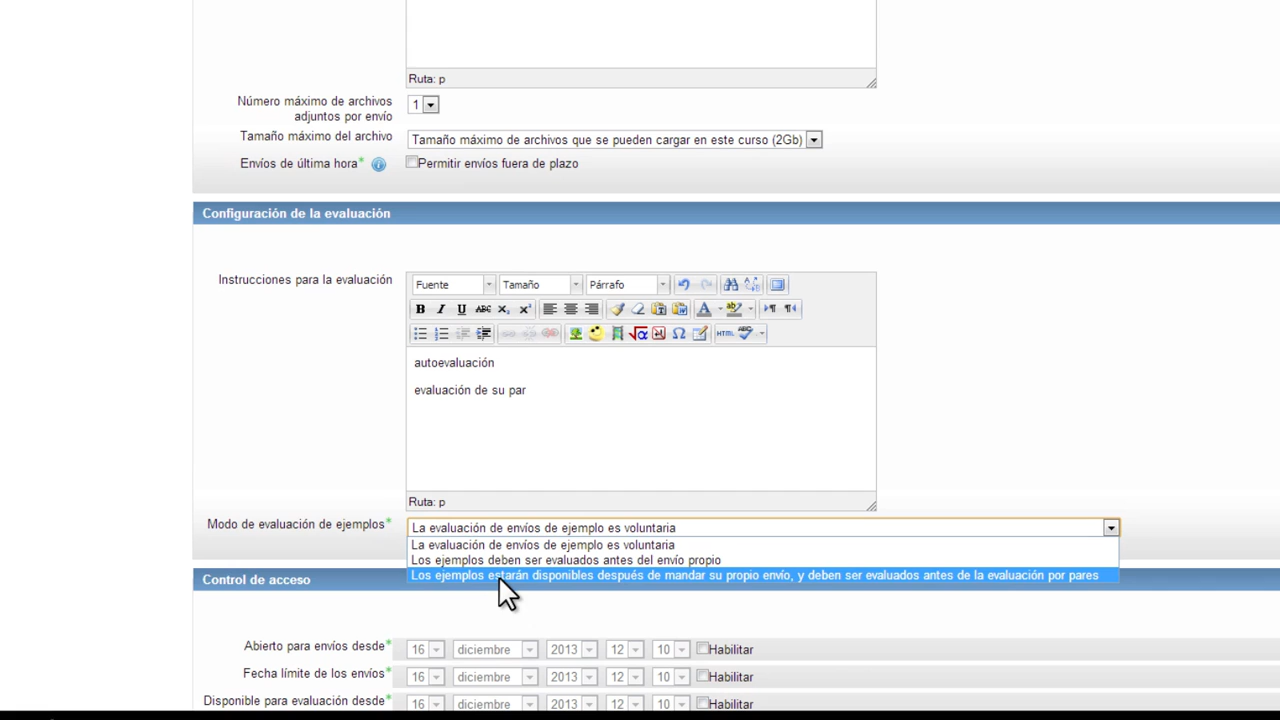 Ruta: p
Número máximo de archivos
adjuntos por envío
1
Tamaño máximo del archivo
Tamaño máximo de archivos que se pueden cargar en este curso (2Gb)
Envíos de última hora*
Permitir envíos fuera de plazo
Configuración de la evaluación
Instrucciones para la evaluación
Fuente Tamaño Párrafo
B I U ABC X₂ X² A ab
Ω HTML ABC
autoevaluación
evaluación de su par
Ruta: p
Modo de evaluación de ejemplos*
La evaluación de envíos de ejemplo es voluntaria
La evaluación de envíos de ejemplo es voluntaria
Los ejemplos deben ser evaluados antes del envío propio
Los ejemplos estarán disponibles después de mandar su propio envío, y deben ser evaluados antes de la evaluación por pares
Control de acceso
Abierto para envíos desde* 16 diciembre 2013 12 10 Habilitar
Fecha límite de los envíos* 16 diciembre 2013 12 10 Habilitar
Disponible para evaluación desde* 16 diciembre 2013 12 10 Habilitar